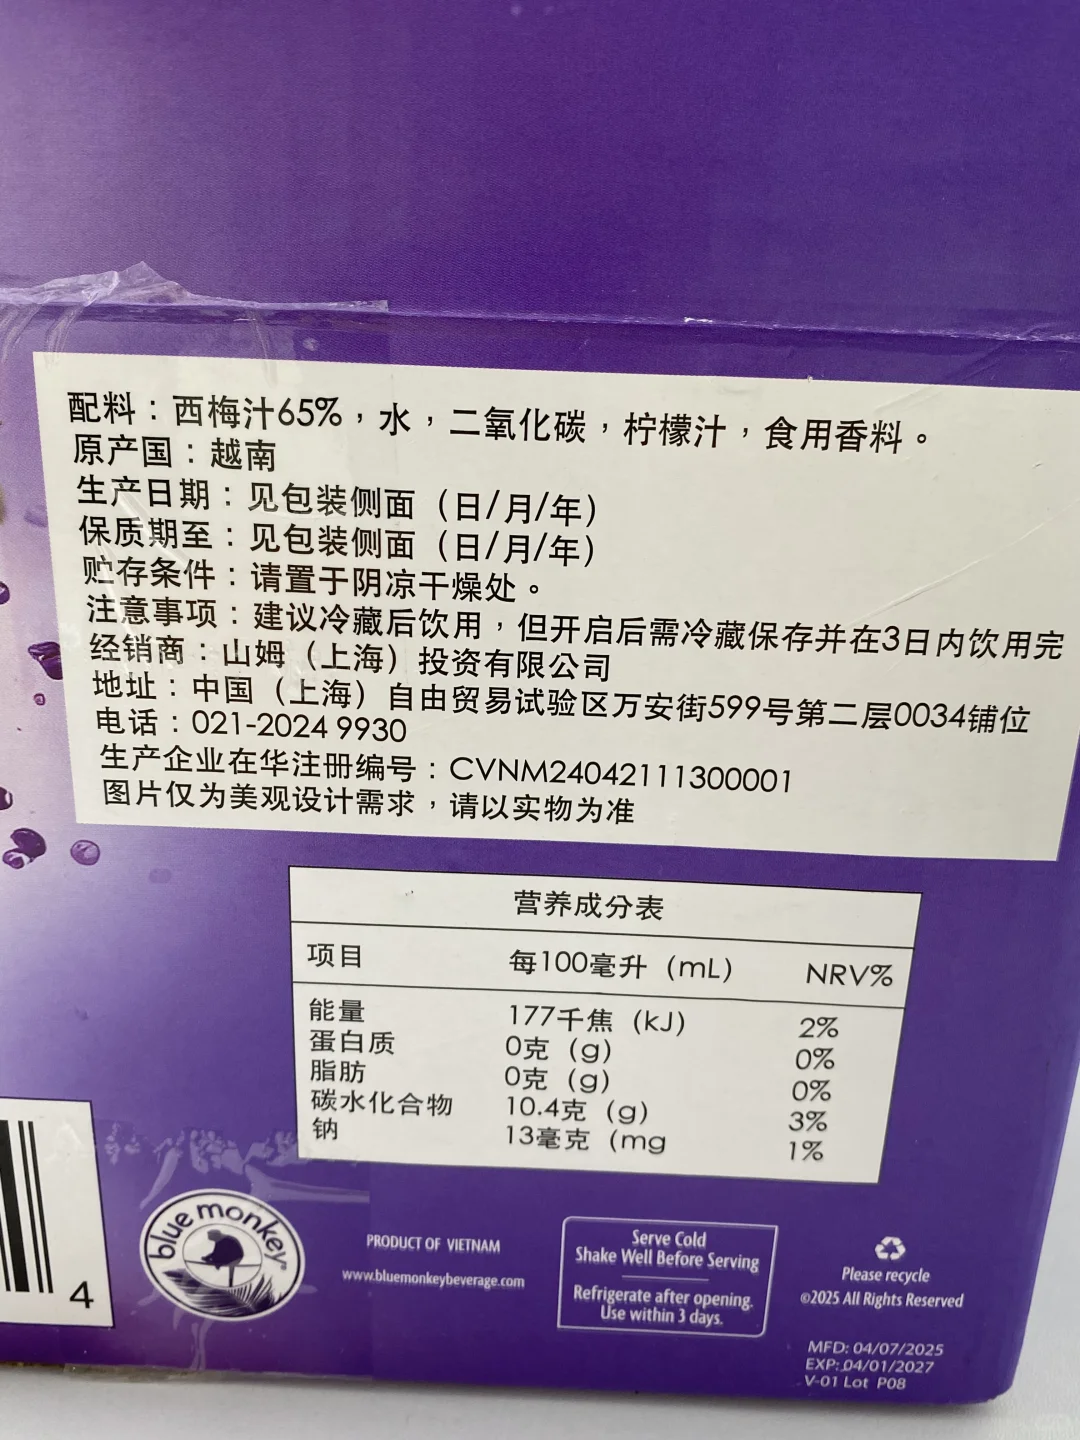 配料：西梅汁65%，水，二氧化碳，柠檬汁，食用香料。
原产国：越南
生产日期：见包装侧面（日/月/年）
保质期至：见包装侧面（日/月/年）
贮存条件：请置于阴凉干燥处。
注意事项：建议冷藏后饮用，但开启后需冷藏保存并在3日内饮用完
经销商：山姆（上海）投资有限公司
地址：中国（上海）自由贸易试验区万安街599号第二层0034铺位
电话：021-2024 9930
生产企业在华注册编号：CVNM24042111300001
图片仅为美观设计需求，请以实物为准
营养成分表
项目 每100毫升（mL） NRV%
能量 177千焦（kJ） 2%
蛋白质 0克（g） 0%
脂肪 0克（g） 0%
碳水化合物 10.4克（g） 3%
钠 13毫克（mg 1%
4
blue monkey
PRODUCT OF VIETNAM
www.bluemonkeybeverage.com
Serve Cold
Shake Well Before Serving
Refrigerate after opening.
Use within 3 days.
Please recycle
©2025 All Rights Reserved
MFD: 04/07/2025
EXP: 04/01/2027
V-01 Lot P08